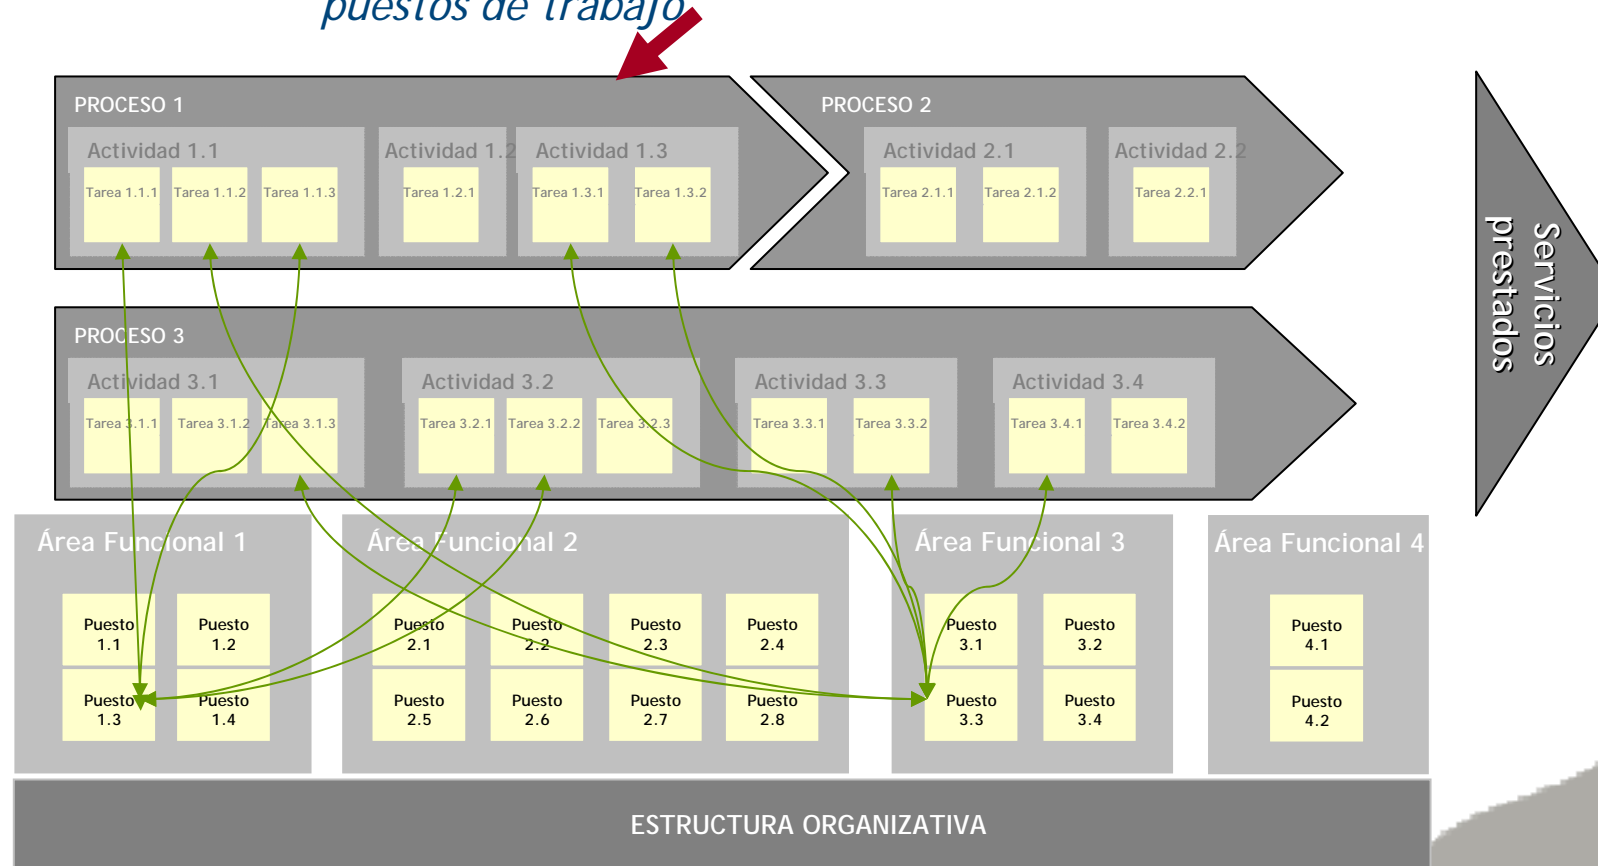 puestos de trabajo
PROCESO 1
PROCESO 2
Actividad 1.1
Actividad 1.2
Actividad 1.3
Actividad 2.1
Actividad 2.2
Tarea 1.1.1
Tarea 1.1.2
Tarea 1.1.3
Tarea 1.2.1
Tarea 1.3.1
Tarea 1.3.2
Tarea 2.1.1
Tarea 2.1.2
Tarea 2.2.1
Servicios
prestados
PROCESO 3
Actividad 3.1
Actividad 3.2
Actividad 3.3
Actividad 3.4
Tarea 3.1.1
Tarea 3.1.2
Tarea 3.1.3
Tarea 3.2.1
Tarea 3.2.2
Tarea 3.2.3
Tarea 3.3.1
Tarea 3.3.2
Tarea 3.4.1
Tarea 3.4.2
Área Funcional 1
Área Funcional 2
Área Funcional 3
Área Funcional 4
Puesto
1.1
Puesto
1.2
Puesto
2.1
Puesto
2.2
Puesto
2.3
Puesto
2.4
Puesto
3.1
Puesto
3.2
Puesto
4.1
Puesto
1.3
Puesto
1.4
Puesto
2.5
Puesto
2.6
Puesto
2.7
Puesto
2.8
Puesto
3.3
Puesto
3.4
Puesto
4.2
ESTRUCTURA ORGANIZATIVA